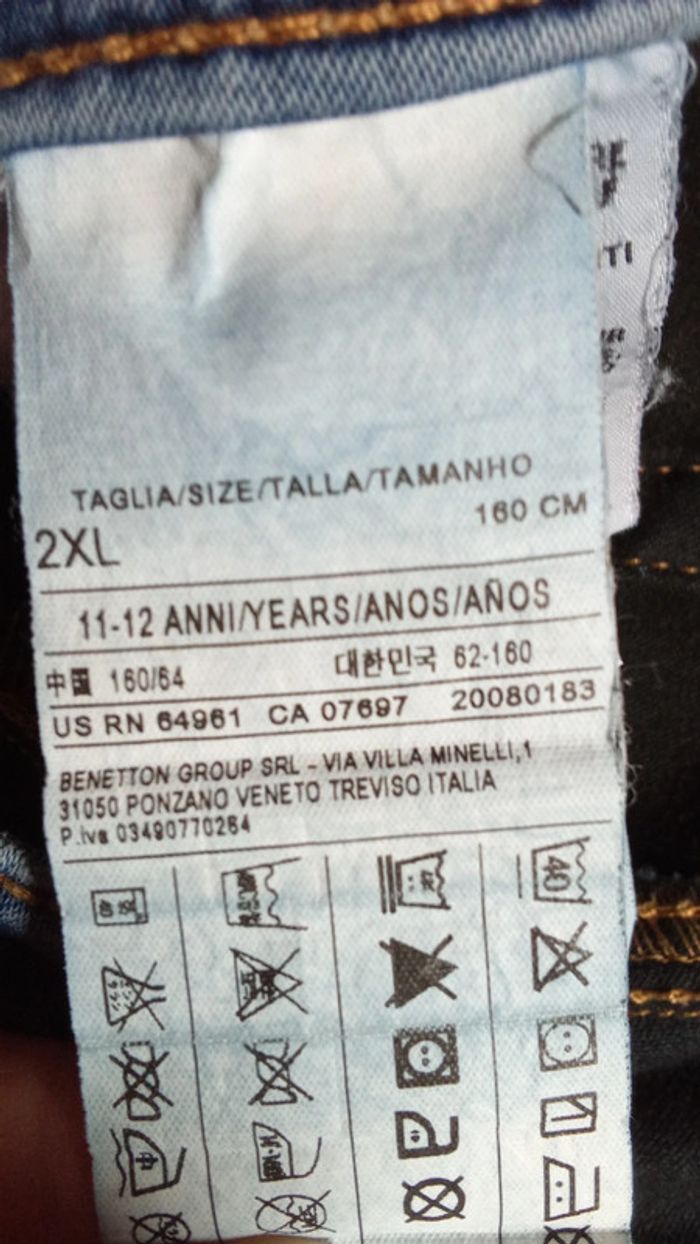 TAGLIA/SIZE/TALLA/TAMANHO
2XL 160 CM
11-12 ANNI/YEARS/ANOS/AÑOS
中国 160/64 대한민국 62-160
US RN 64961 CA 07697 20080183
BENETTON GROUP SRL - VIA VILLA MINELLI,1
31050 PONZANO VENETO TREVISO ITALIA
P.iva 03490770264
40
TI